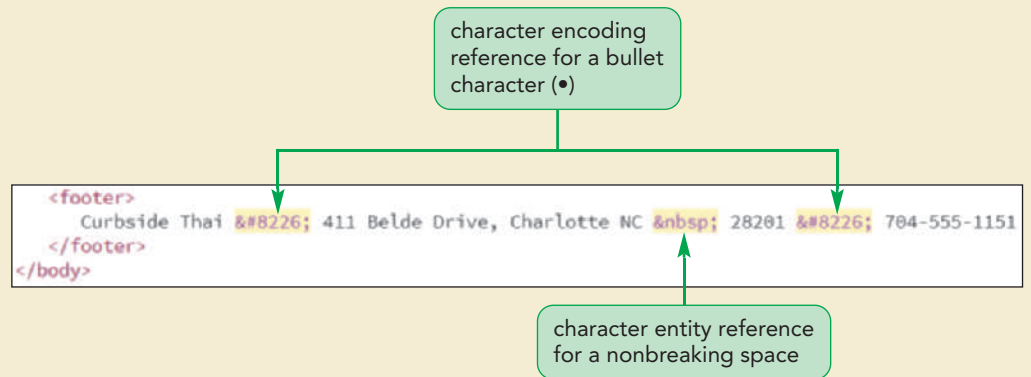 character encoding
reference for a bullet
character (•)
<footer>
Curbside Thai &#8226; 411 Belde Drive, Charlotte NC &nbsp; 28201 &#8226; 704-555-1151
</footer>
</body>
character entity reference
for a nonbreaking space